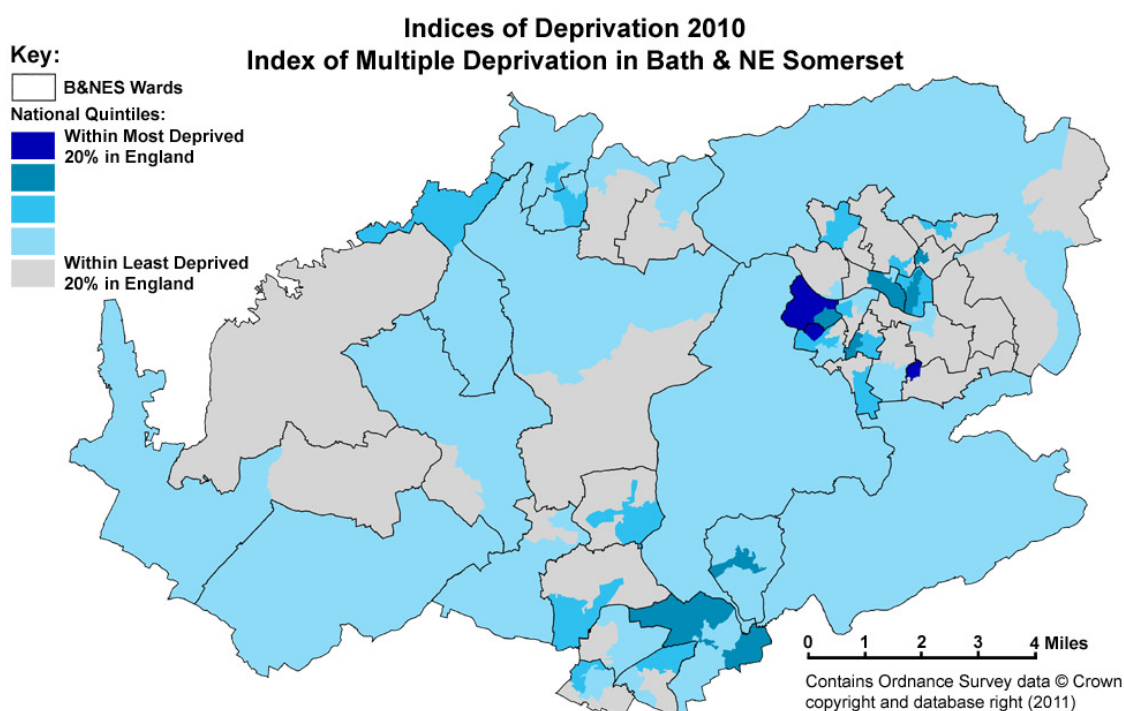 Indices of Deprivation 2010
Index of Multiple Deprivation in Bath & NE Somerset
Key:
B&NES Wards
National Quintiles:
Within Most Deprived
20% in England
Within Least Deprived
20% in England
0 1 2 3 4 Miles
Contains Ordnance Survey data © Crown
copyright and database right (2011)